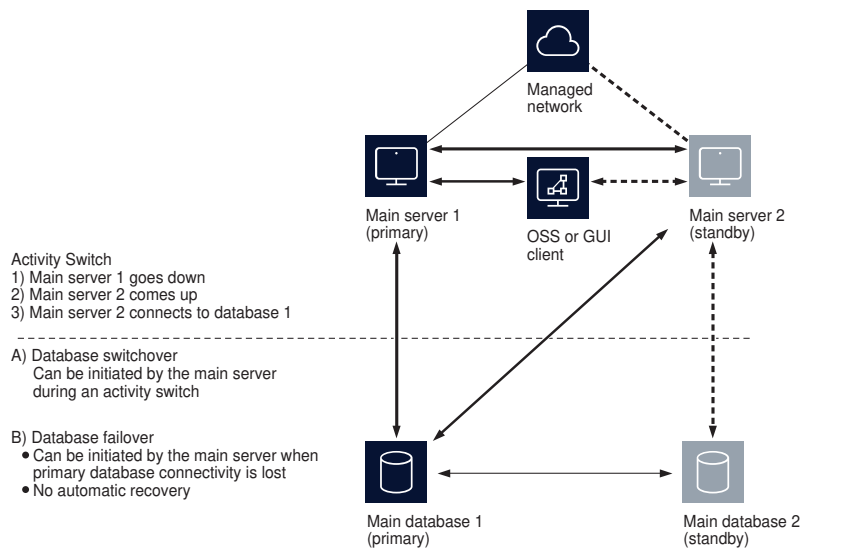 Managed
network
Main server 1
(primary)
OSS or GUI
client
Main server 2
(standby)
Activity Switch
1) Main server 1 goes down
2) Main server 2 comes up
3) Main server 2 connects to database 1
A) Database switchover
Can be initiated by the main server
during an activity switch
B) Database failover
• Can be initiated by the main server when
primary database connectivity is lost
• No automatic recovery
Main database 1
(primary)
Main database 2
(standby)